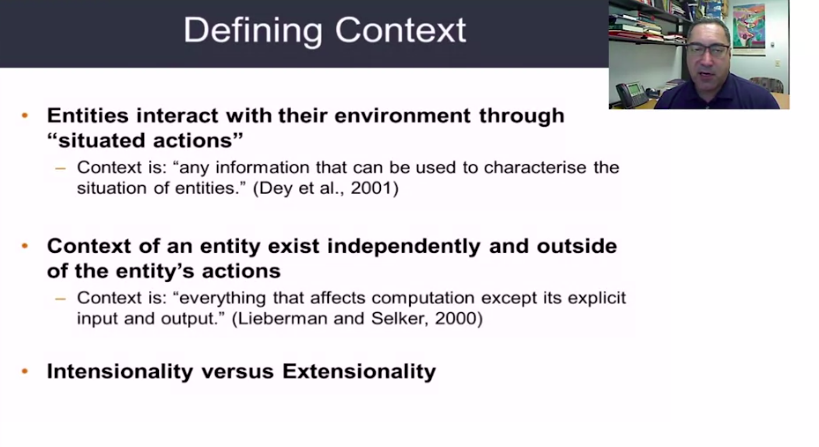 Defining Context
• Entities interact with their environment through
“situated actions”
– Context is: “any information that can be used to characterise the
situation of entities.” (Dey et al., 2001)
• Context of an entity exist independently and outside
of the entity’s actions
– Context is: “everything that affects computation except its explicit
input and output.” (Lieberman and Selker, 2000)
• Intensionality versus Extensionality